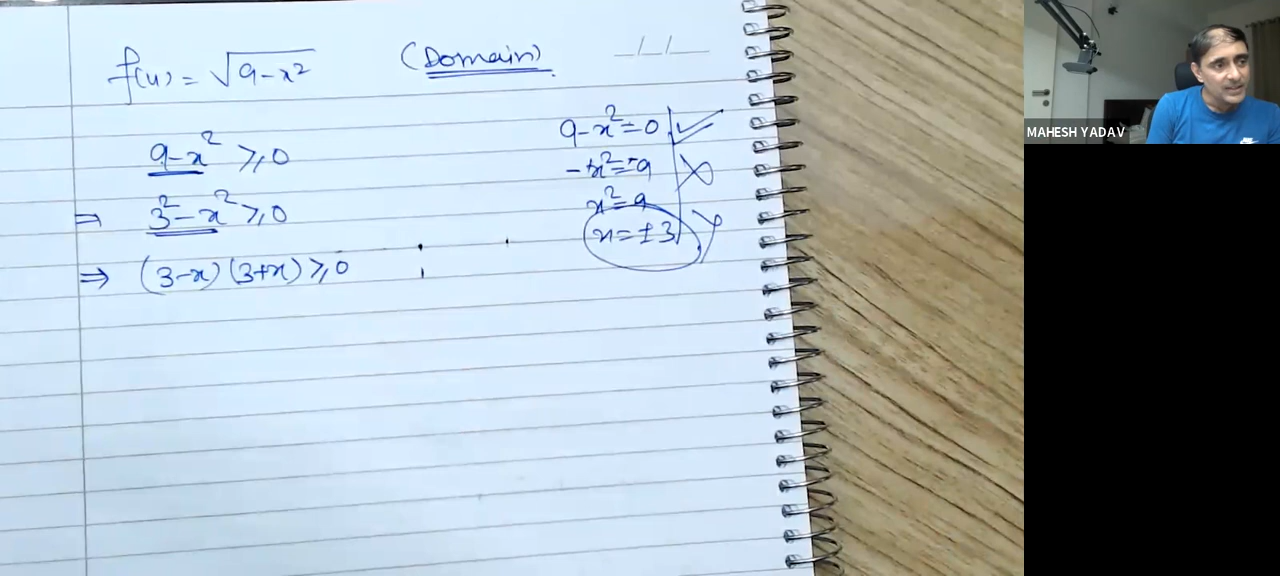 f(x) = √9-x² (Domain) _/_/_
9-x² ≥ 0
⇒ 3²-x² ≥ 0
⇒ (3-x)(3+x) ≥ 0
9-x²=0
-x²=-9
x²=9
x=±3
MAHESH YADAV